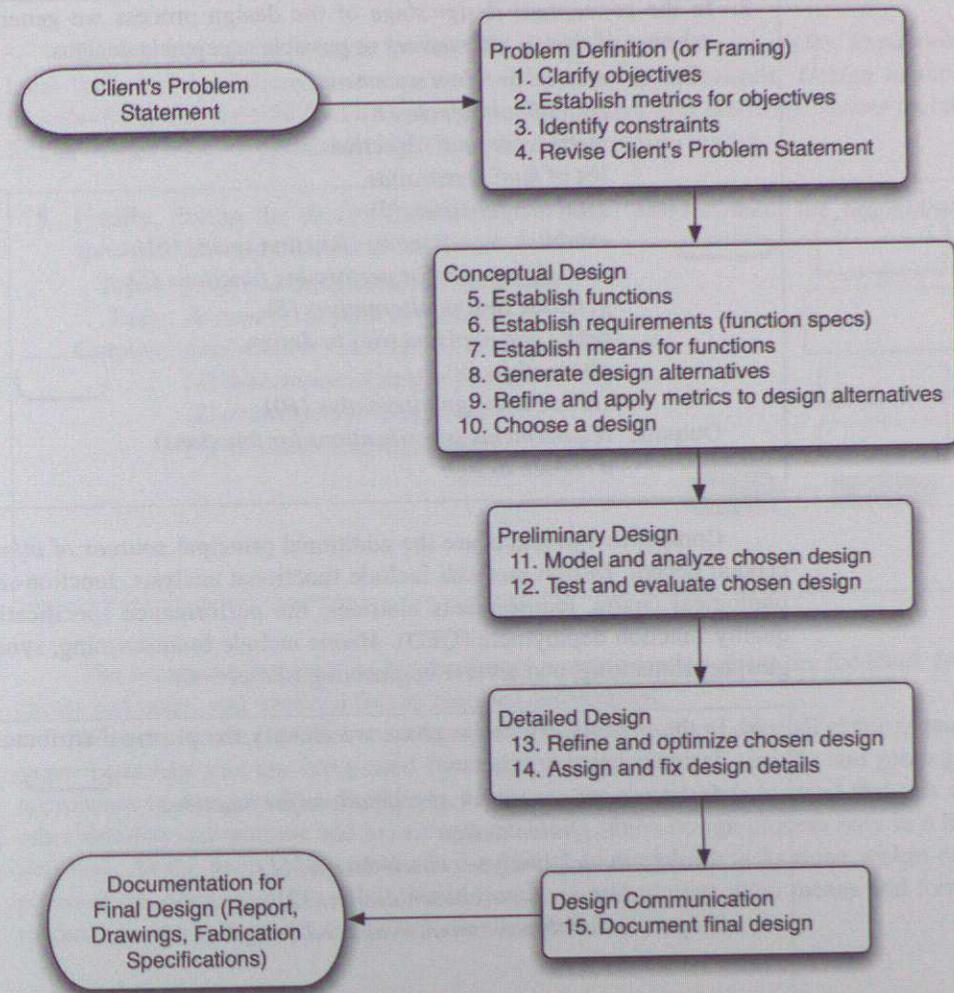 Client's Problem
Statement
Problem Definition (or Framing)
1. Clarify objectives
2. Establish metrics for objectives
3. Identify constraints
4. Revise Client's Problem Statement
Conceptual Design
5. Establish functions
6. Establish requirements (function specs)
7. Establish means for functions
8. Generate design alternatives
9. Refine and apply metrics to design alternatives
10. Choose a design
Preliminary Design
11. Model and analyze chosen design
12. Test and evaluate chosen design
Detailed Design
13. Refine and optimize chosen design
14. Assign and fix design details
Design Communication
15. Document final design
Documentation for
Final Design (Report,
Drawings, Fabrication
Specifications)